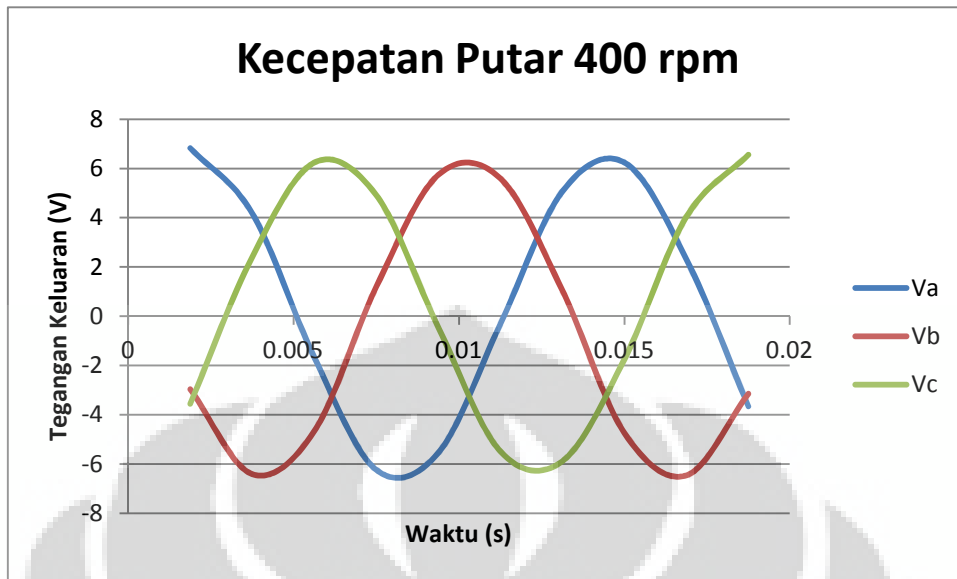 Kecepatan Putar 400 rpm
8
6
4
2
0
-2
-4
-6
-8
Tegangan Keluaran (V)
0
0.005
0.01
0.015
0.02
Waktu (s)
Va
Vb
Vc